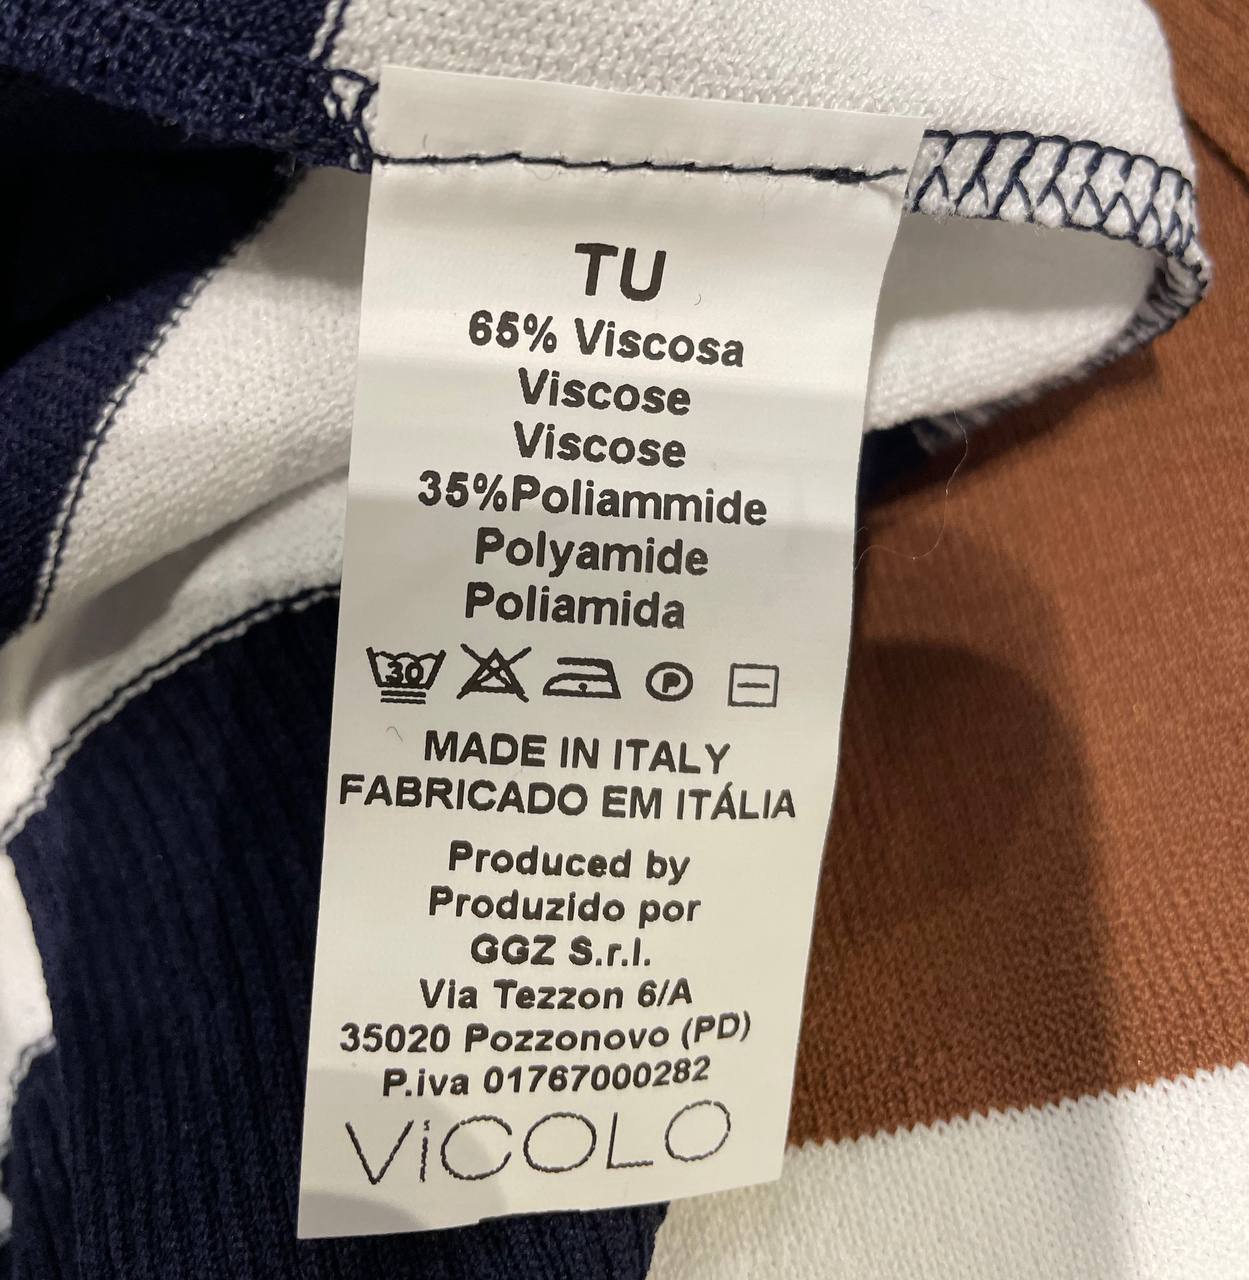 TU
65% Viscosa
Viscose
Viscose
35%Poliammide
Polyamide
Poliamida
30 P
MADE IN ITALY
FABRICADO EM ITÁLIA
Produced by
Produzido por
GGZ S.r.l.
Via Tezzon 6/A
35020 Pozzonovo (PD)
P.iva 01767000282
ViCOLO